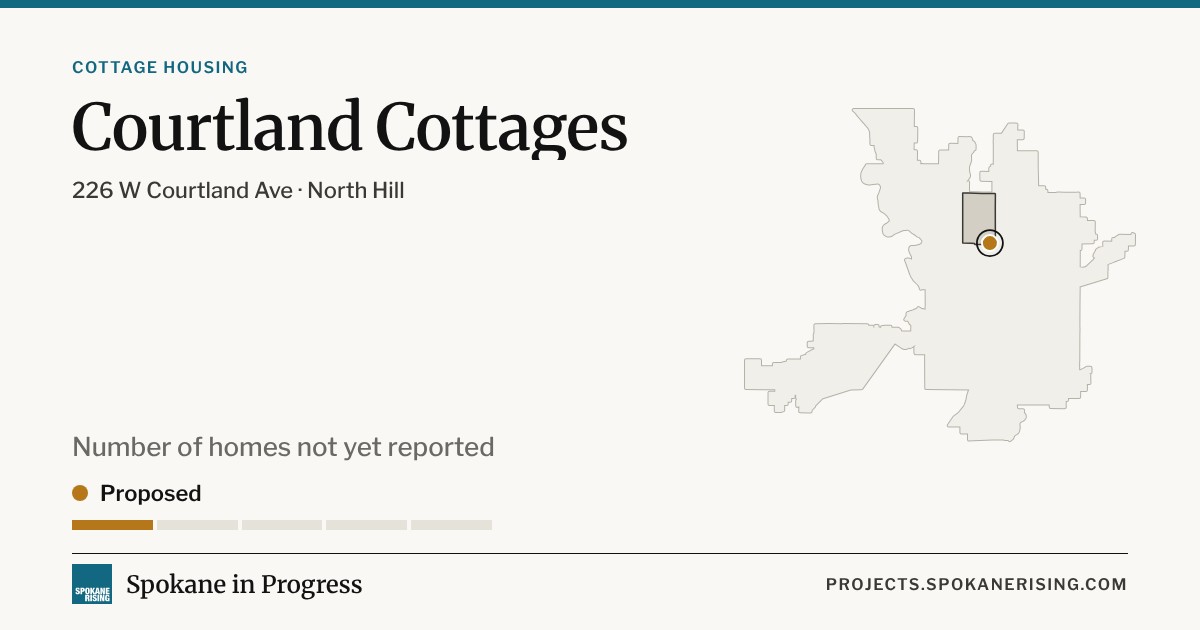 COTTAGE HOUSING
Courtland Cottages
226 W Courtland Ave · North Hill
Number of homes not yet reported
Proposed
SPOKANE
RISING
Spokane in Progress
PROJECTS.SPOKANERISING.COM